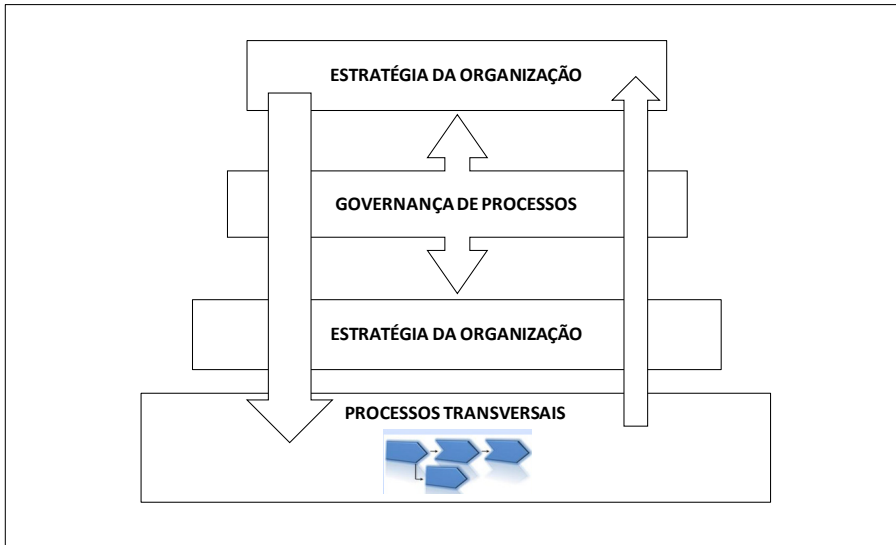 ESTRATÉGIA DA ORGANIZAÇÃO
GOVERNANÇA DE PROCESSOS
ESTRATÉGIA DA ORGANIZAÇÃO
PROCESSOS TRANSVERSAIS